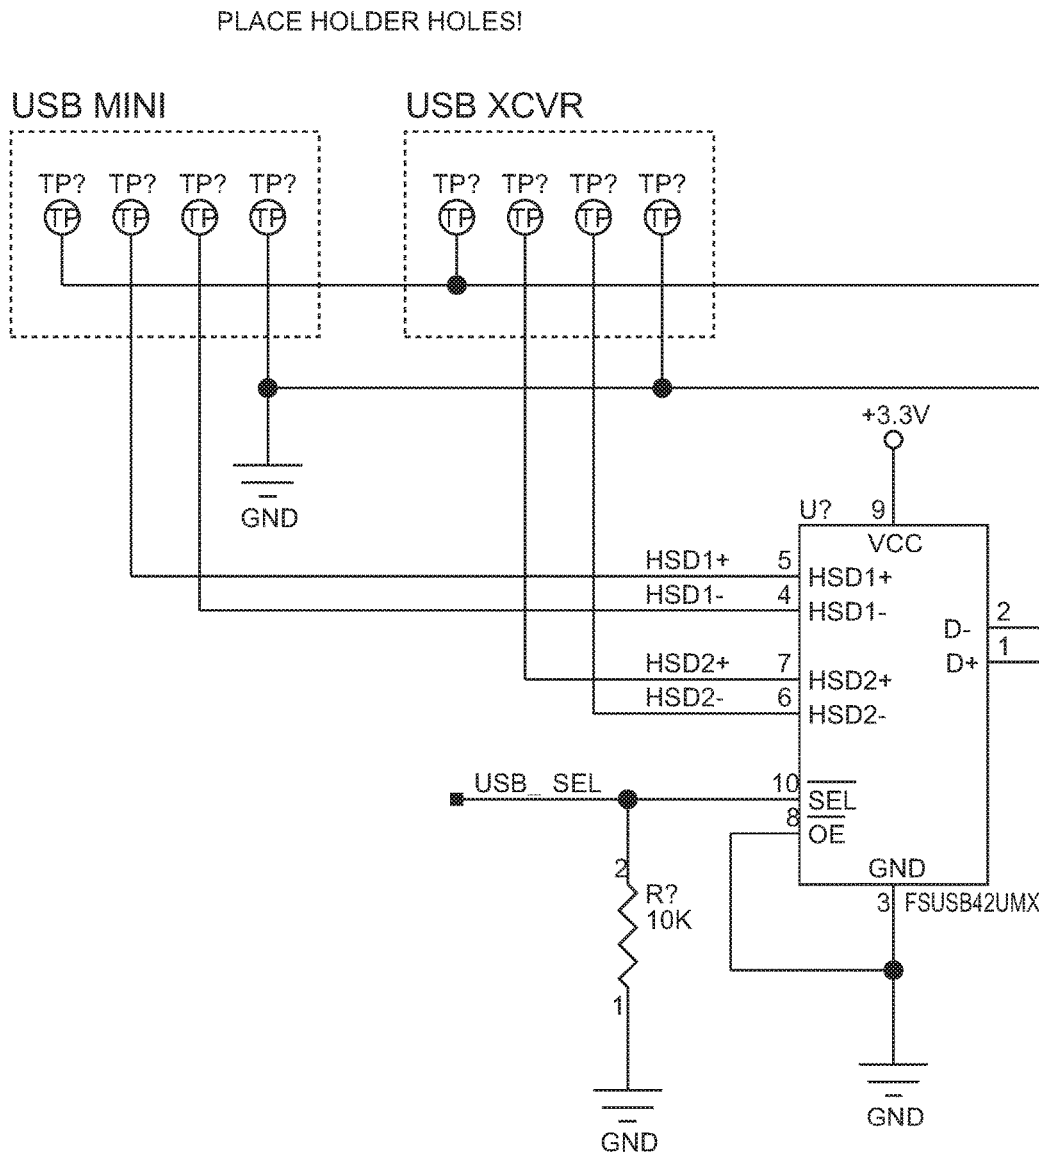 PLACE HOLDER HOLES!
USB MINI
USB XCVR
TP? TP? TP? TP?
TP? TP? TP? TP?
TP TP TP TP
TP TP TP TP
+3.3V
GND
U? 9
VCC
HSD1+ 5 HSD1+
HSD1- 4 HSD1-
D- 2
D+ 1
HSD2+ 7 HSD2+
HSD2- 6 HSD2-
USB_ SEL 10 SEL
8 OE
GND
2
R?
10K
3 FSUSB42UMX
1
GND
GND